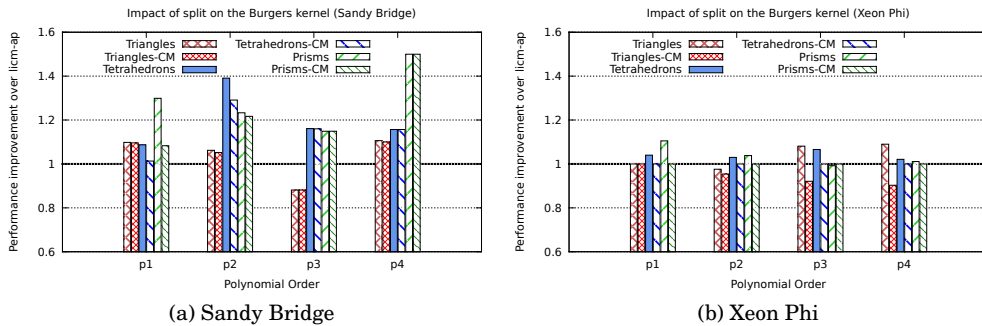 Impact of split on the Burgers kernel (Sandy Bridge)
Performance improvement over licm-ap
1.6
1.4
1.2
1
0.8
0.6
Triangles
Triangles-CM
Tetrahedrons
Tetrahedrons-CM
Prisms
Prisms-CM
p1 p2 p3 p4
Polynomial Order
(a) Sandy Bridge
Impact of split on the Burgers kernel (Xeon Phi)
Performance improvement over licm-ap
1.6
1.4
1.2
1
0.8
0.6
Triangles
Triangles-CM
Tetrahedrons
Tetrahedrons-CM
Prisms
Prisms-CM
p1 p2 p3 p4
Polynomial Order
(b) Xeon Phi